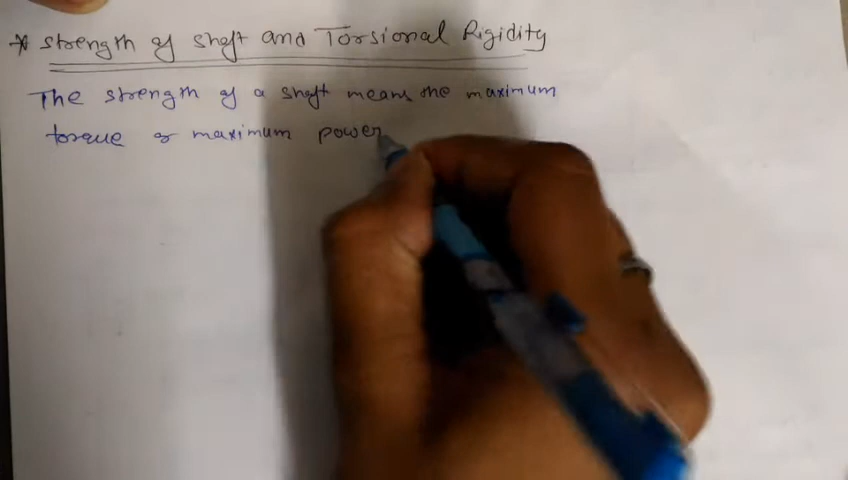 * Strength of shaft and Torsional Rigidity
The strength of a shaft means the maximum
torque or maximum power